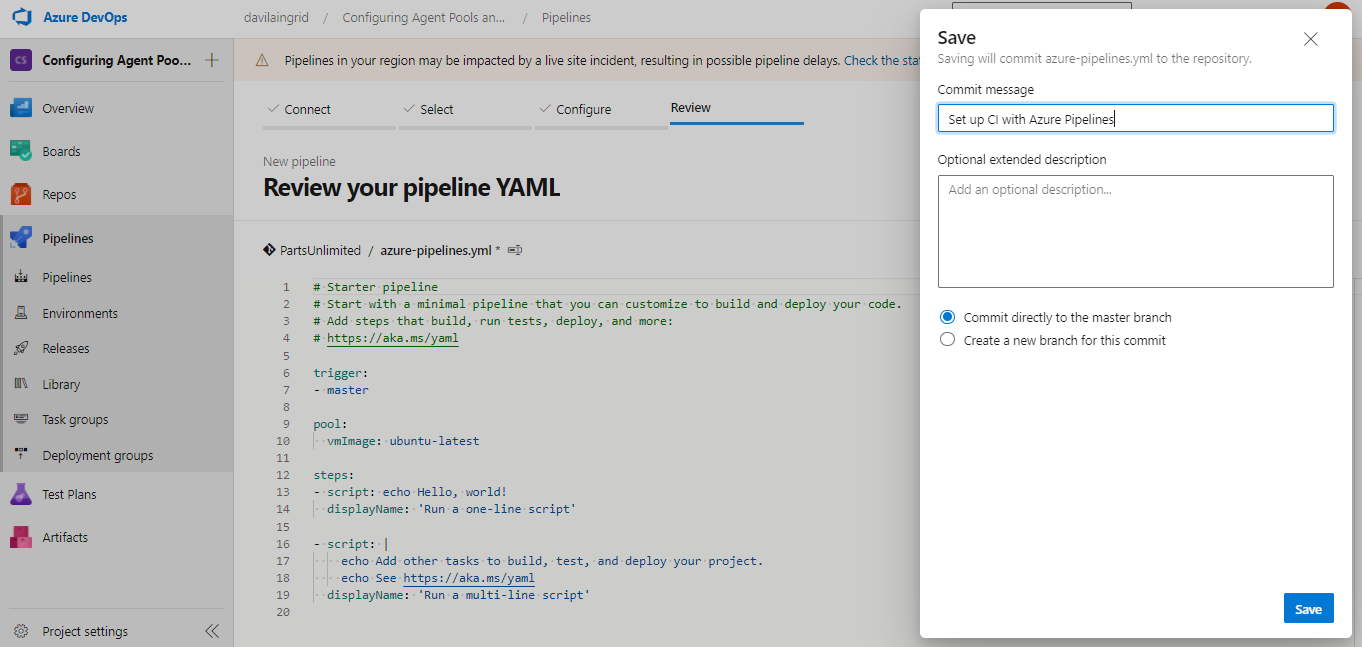 Azure DevOps
davilaingrid / Configuring Agent Pools an... / Pipelines
CS Configuring Agent Poo...
Overview
Boards
Repos
Pipelines
Pipelines
Environments
Releases
Library
Task groups
Deployment groups
Test Plans
Artifacts
Project settings
Pipelines in your region may be impacted by a live site incident, resulting in possible pipeline delays. Check the sta
Connect
Select
Configure
Review
New pipeline
Review your pipeline YAML
PartsUnlimited / azure-pipelines.yml *
1 # Starter pipeline
2 # Start with a minimal pipeline that you can customize to build and deploy your code.
3 # Add steps that build, run tests, deploy, and more:
4 # https://aka.ms/yaml
5
6 trigger:
7 - master
8
9 pool:
10 vmImage: ubuntu-latest
11
12 steps:
13 - script: echo Hello, world!
14 displayName: 'Run a one-line script'
15
16 - script: |
17 echo Add other tasks to build, test, and deploy your project.
18 echo See https://aka.ms/yaml
19 displayName: 'Run a multi-line script'
20
Save
Saving will commit azure-pipelines.yml to the repository.
Commit message
Set up CI with Azure Pipelines
Optional extended description
Add an optional description...
Commit directly to the master branch
Create a new branch for this commit
Save